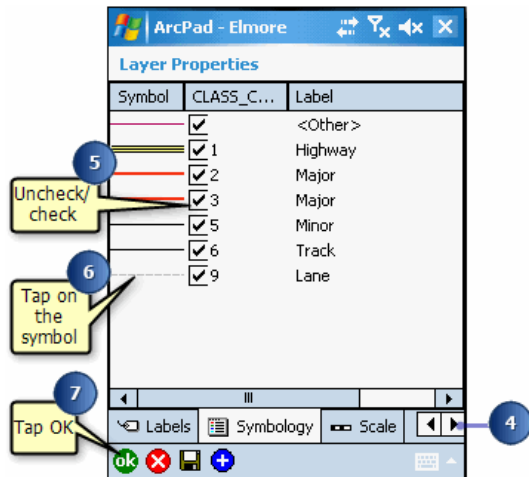 ArcPad - Elmore
Layer Properties
Symbol CLASS_C... Label
<Other>
1 Highway
2 Major
3 Major
5 Minor
6 Track
9 Lane
5
Uncheck/
check
6
Tap on
the
symbol
7
Tap OK
Labels Symbology Scale
4
ok